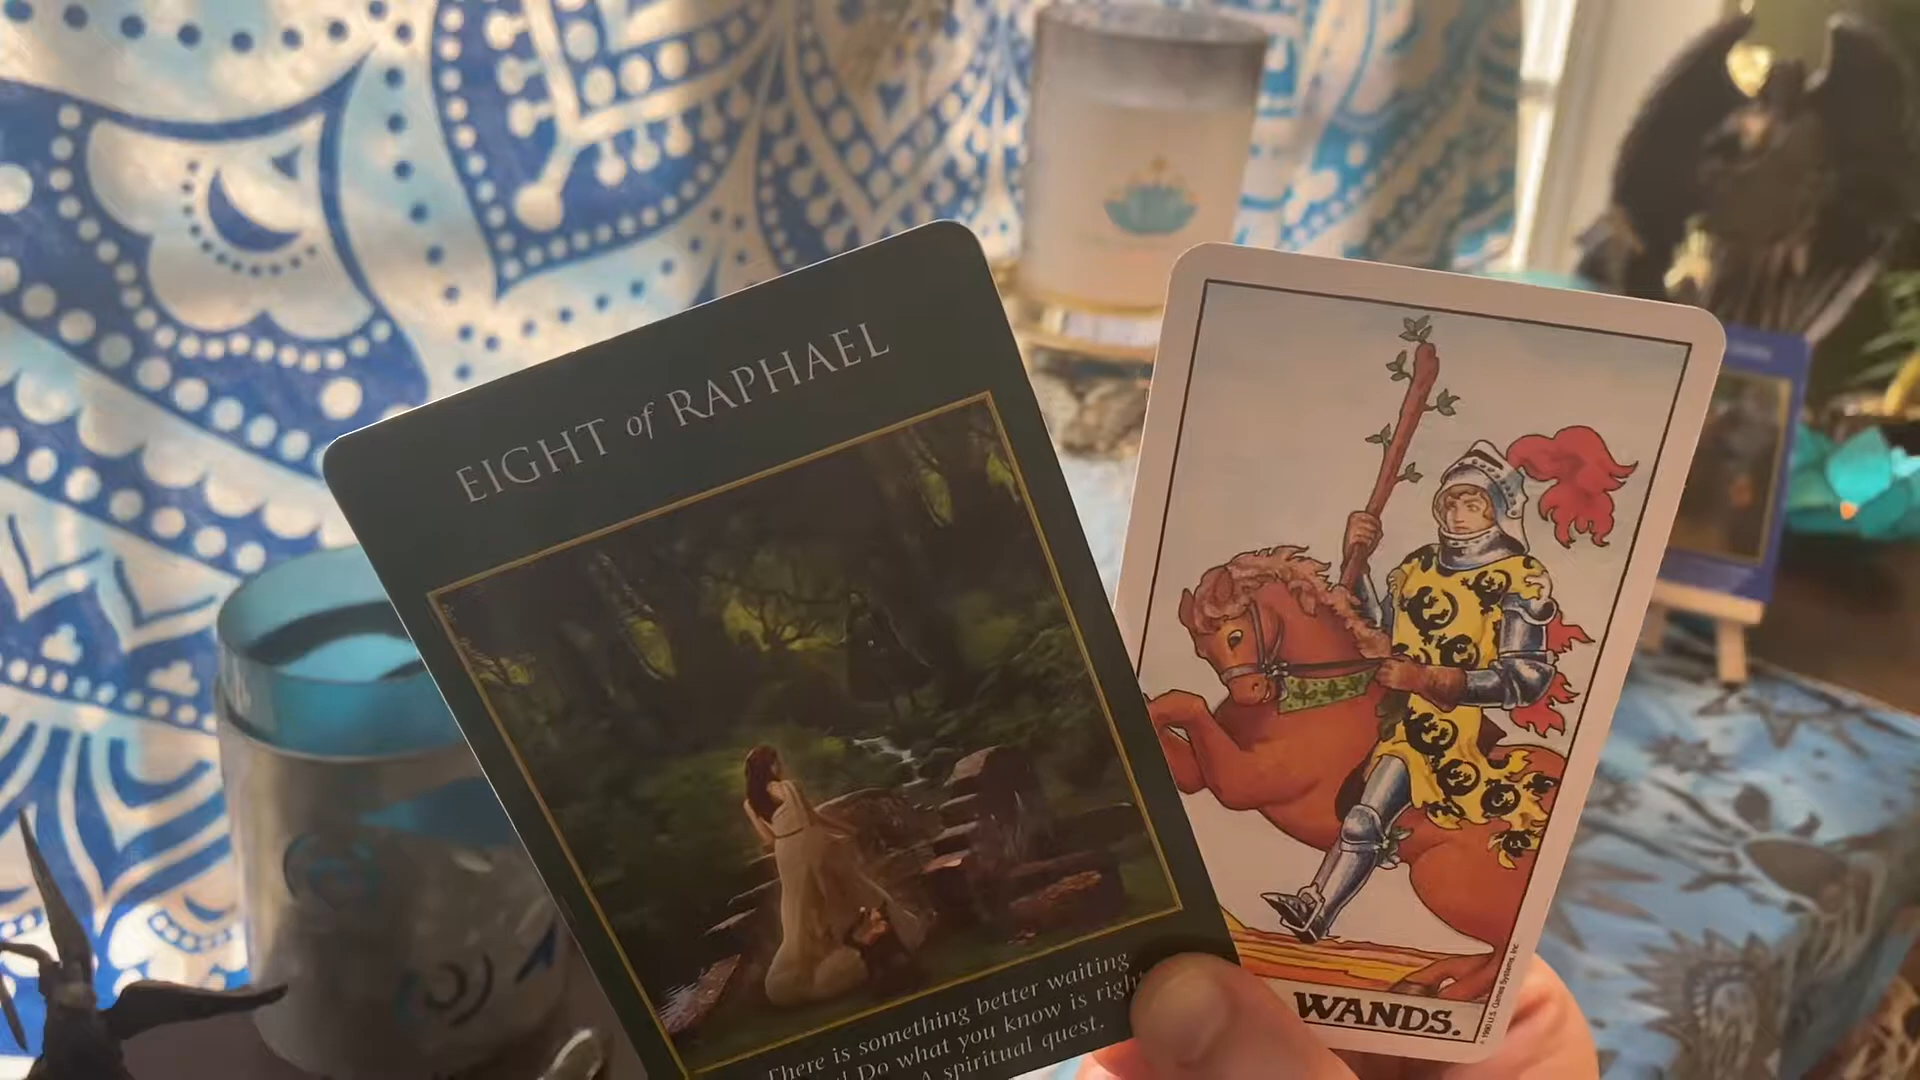 EIGHT of RAPHAEL
There is something better waiting
Do what you know is right
A spiritual quest.
WANDS.